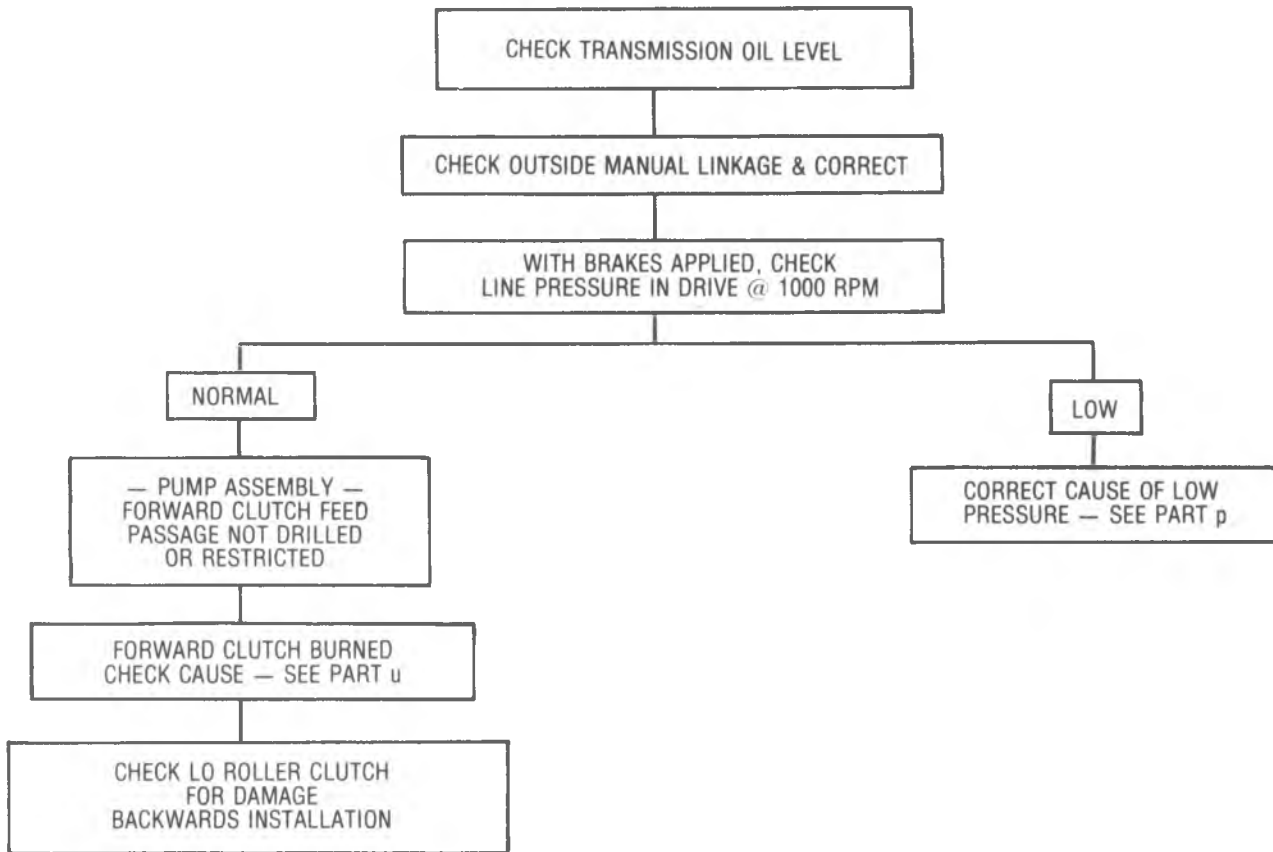 CHECK TRANSMISSION OIL LEVEL
CHECK OUTSIDE MANUAL LINKAGE & CORRECT
WITH BRAKES APPLIED, CHECK
LINE PRESSURE IN DRIVE @ 1000 RPM
NORMAL
LOW
— PUMP ASSEMBLY —
FORWARD CLUTCH FEED
PASSAGE NOT DRILLED
OR RESTRICTED
CORRECT CAUSE OF LOW
PRESSURE — SEE PART p
FORWARD CLUTCH BURNED
CHECK CAUSE — SEE PART u
CHECK LO ROLLER CLUTCH
FOR DAMAGE
BACKWARDS INSTALLATION